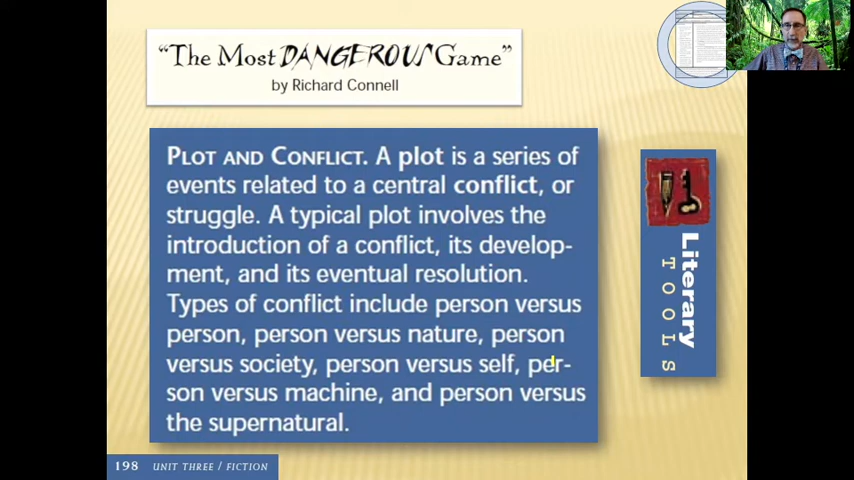 “The Most DANGEROUS Game”
by Richard Connell
PLOT AND CONFLICT. A plot is a series of
events related to a central conflict, or
struggle. A typical plot involves the
introduction of a conflict, its develop-
ment, and its eventual resolution.
Types of conflict include person versus
person, person versus nature, person
versus society, person versus self, per-
son versus machine, and person versus
the supernatural.
Literary
TOOLS
198 UNIT THREE / FICTION